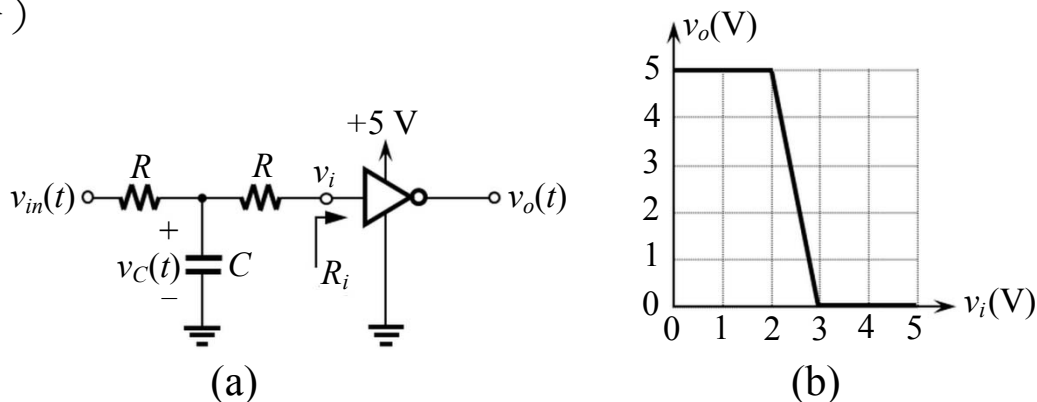 )
+5 V
R
R
v_i
v_in(t)
v_o(t)
+
v_C(t)
C
R_i
−
(a)
v_o(V)
5
4
3
2
1
0
0 1 2 3 4 5
v_i(V)
(b)